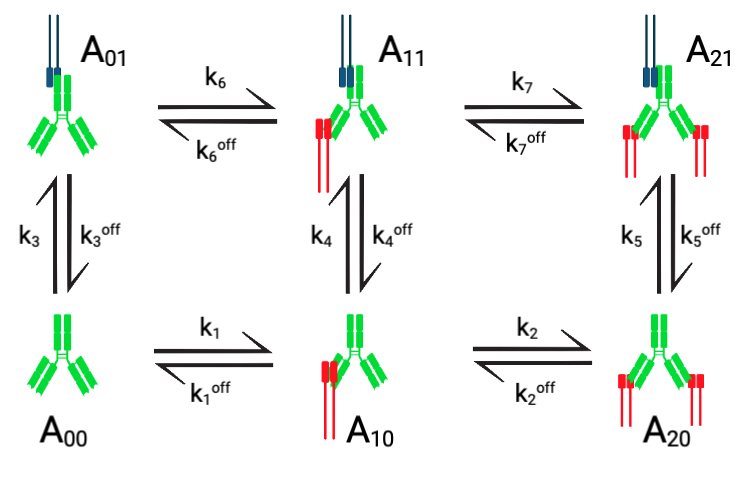 A₀₁
A₁₁
A₂₁
k₆
k₇
k₆ᵒᶠᶠ
k₇ᵒᶠᶠ
k₃
k₃ᵒᶠᶠ
k₄
k₄ᵒᶠᶠ
k₅
k₅ᵒᶠᶠ
k₁
k₂
k₁ᵒᶠᶠ
k₂ᵒᶠᶠ
A₀₀
A₁₀
A₂₀